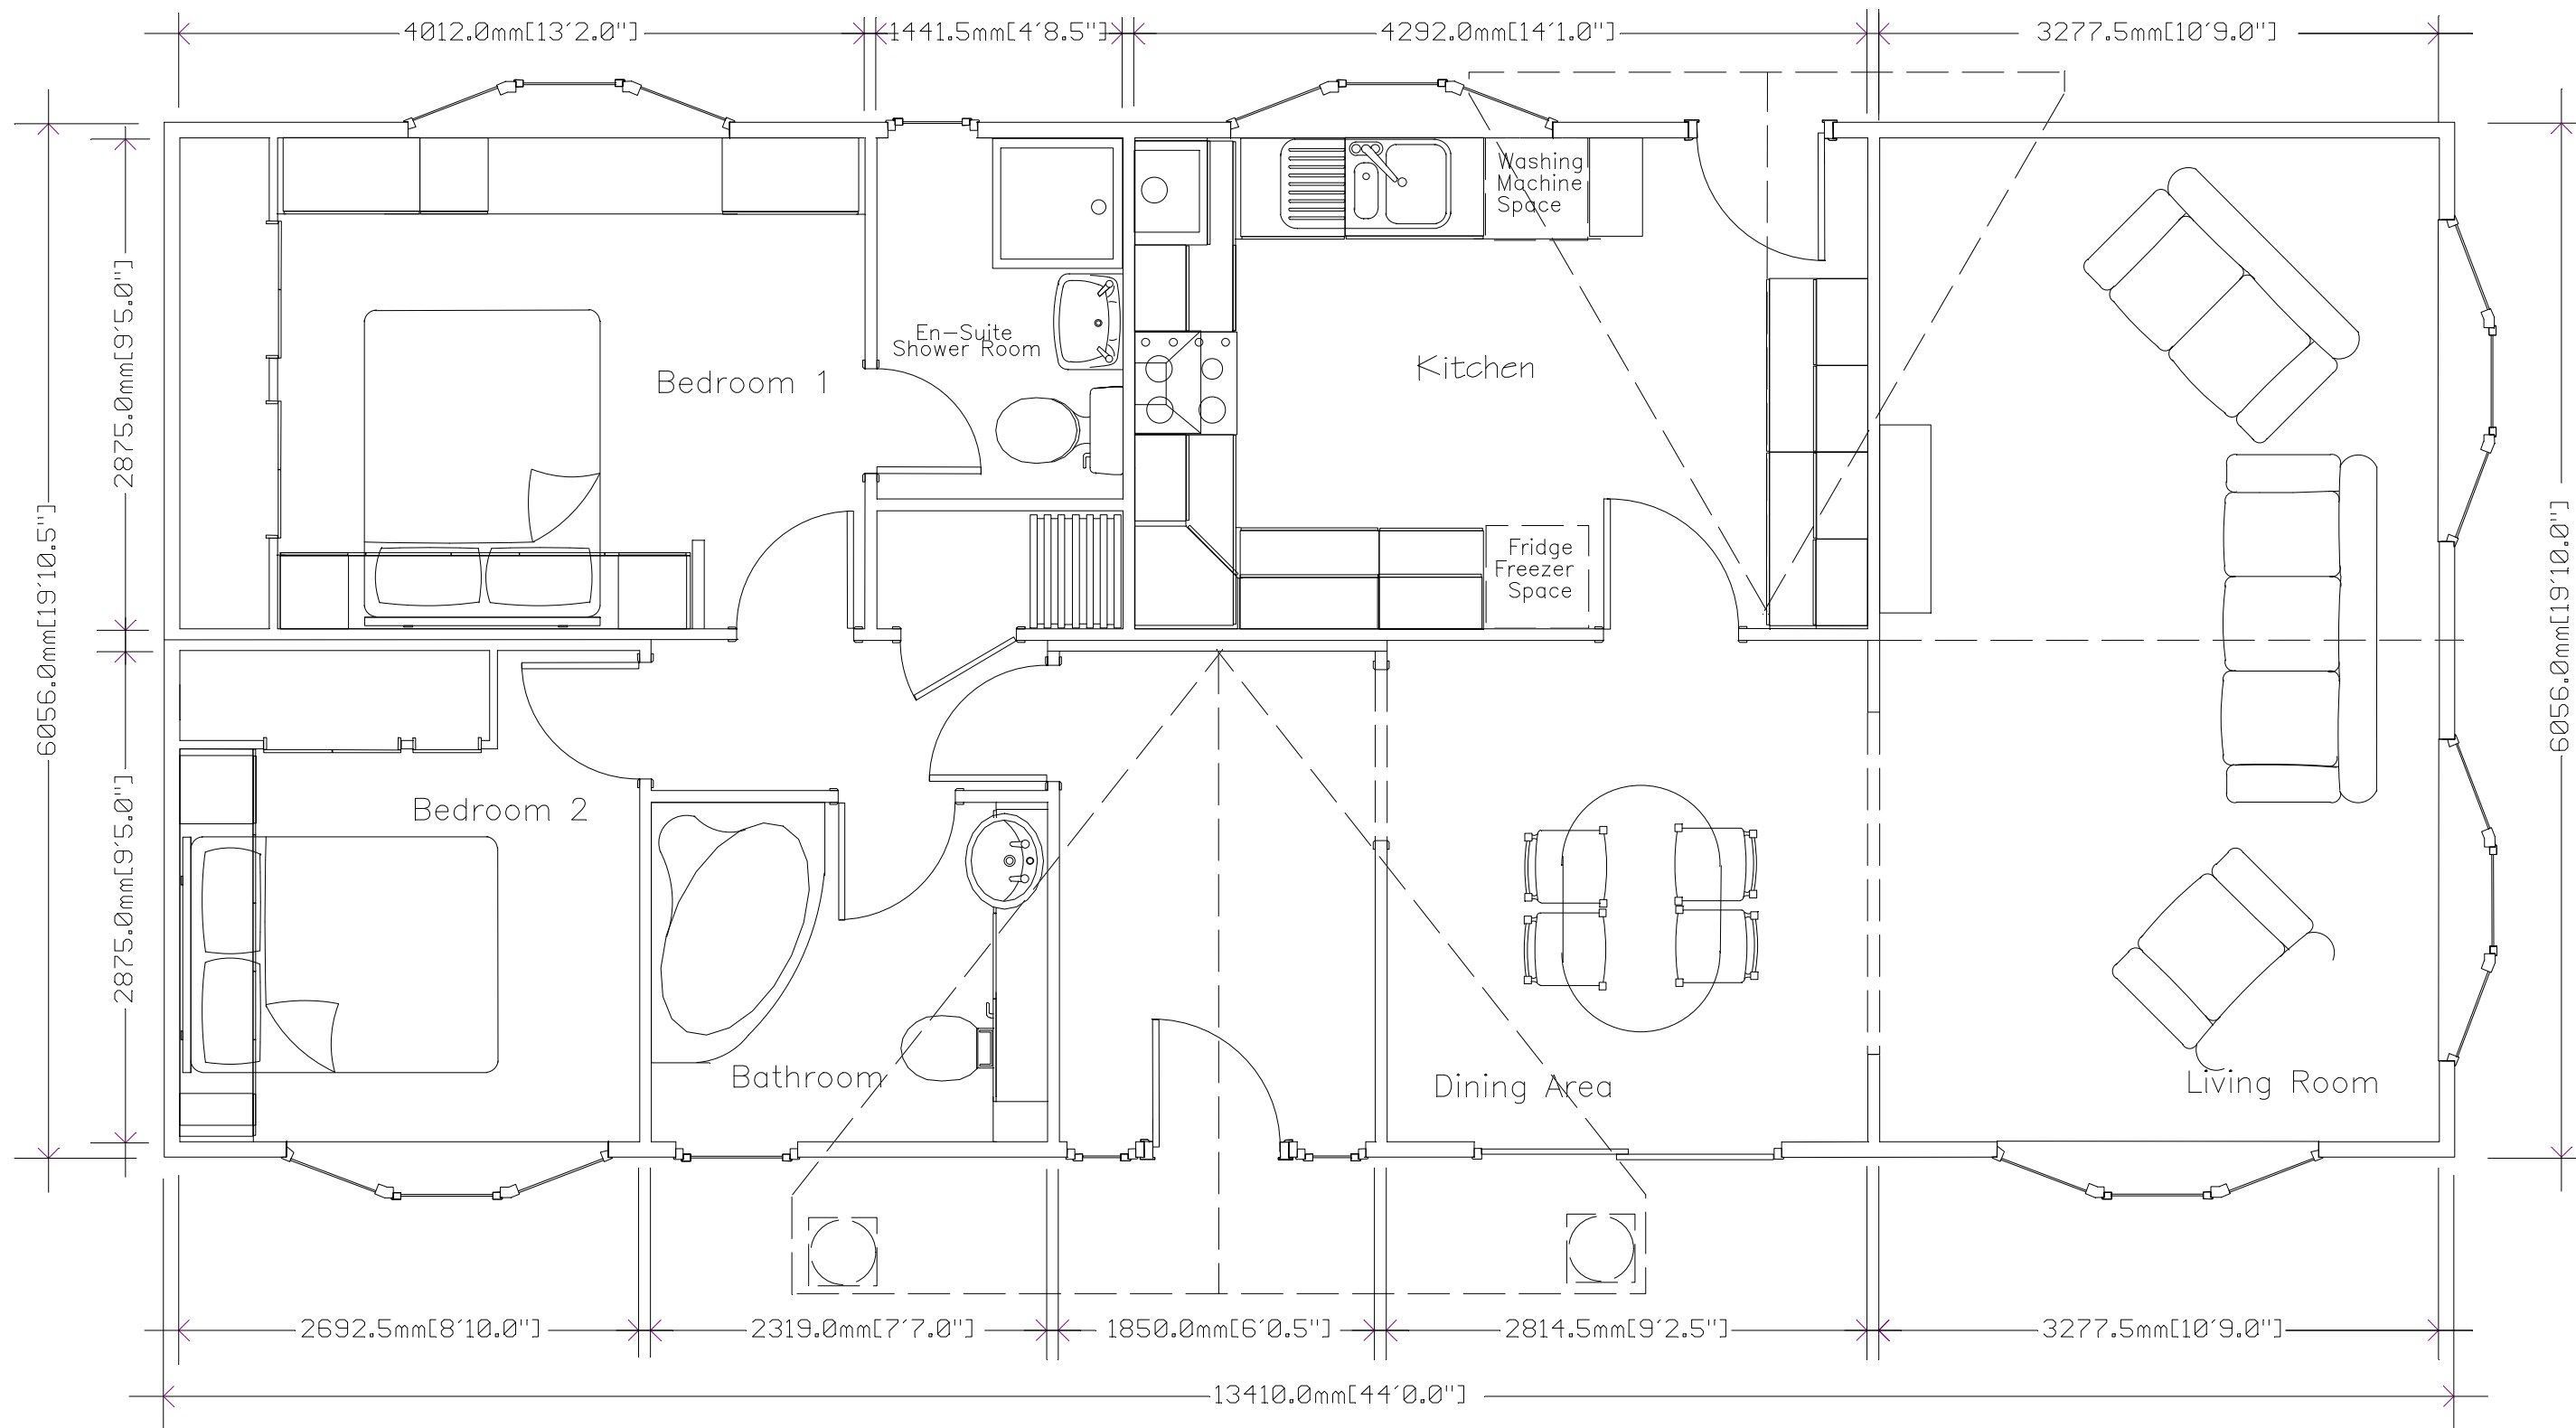 4012.0mm[13'2.0"]
1441.5mm[4'8.5"]
4292.0mm[14'1.0"]
3277.5mm[10'9.0"]
Washing
Machine
Space
2875.0mm[9'5.0"]
En-Suite
Shower Room
Bedroom 1
Kitchen
6056.0mm[19'10.5"]
6056.0mm[19'10.0"]
Fridge
Freezer
Space
2875.0mm[9'5.0"]
Bedroom 2
Bathroom
Dining Area
Living Room
2692.5mm[8'10.0"]
2319.0mm[7'7.0"]
1850.0mm[6'0.5"]
2814.5mm[9'2.5"]
3277.5mm[10'9.0"]
13410.0mm[44'0.0"]